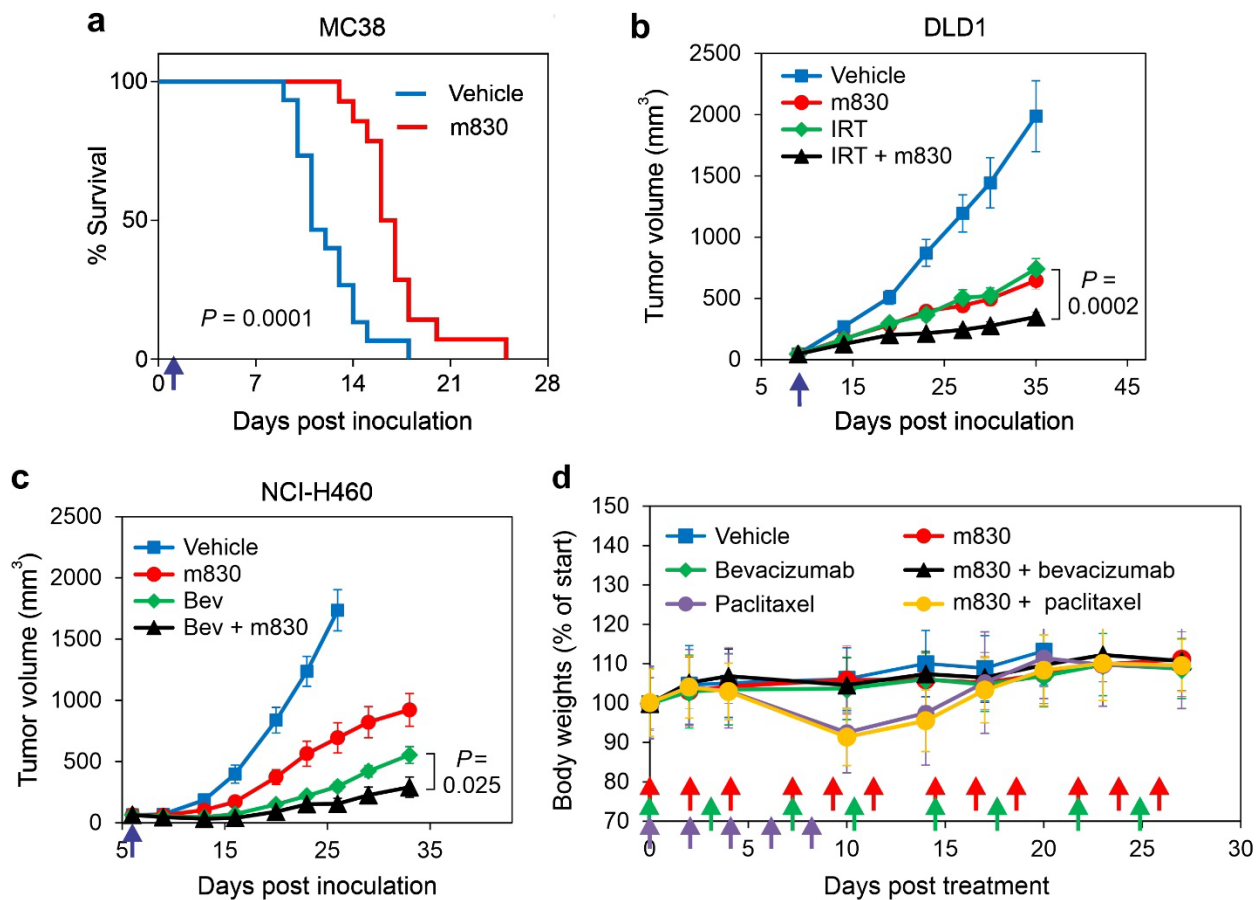 a
MC38
100
50
0
% Survival
Vehicle
m830
P = 0.0001
0 7 14 21 28
Days post inoculation
b
DLD1
2500
2000
1500
1000
500
0
Tumor volume (mm³)
Vehicle
m830
IRT
IRT + m830
P =
0.0002
5 15 25 35 45
Days post inoculation
c
NCI-H460
2500
2000
1500
1000
500
0
Tumor volume (mm³)
Vehicle
m830
Bev
Bev + m830
P =
0.025
5 15 25 35
Days post inoculation
d
150
140
130
120
110
100
90
80
70
Body weights (% of start)
Vehicle m830
Bevacizumab m830 + bevacizumab
Paclitaxel m830 + paclitaxel
0 10 20 30
Days post treatment